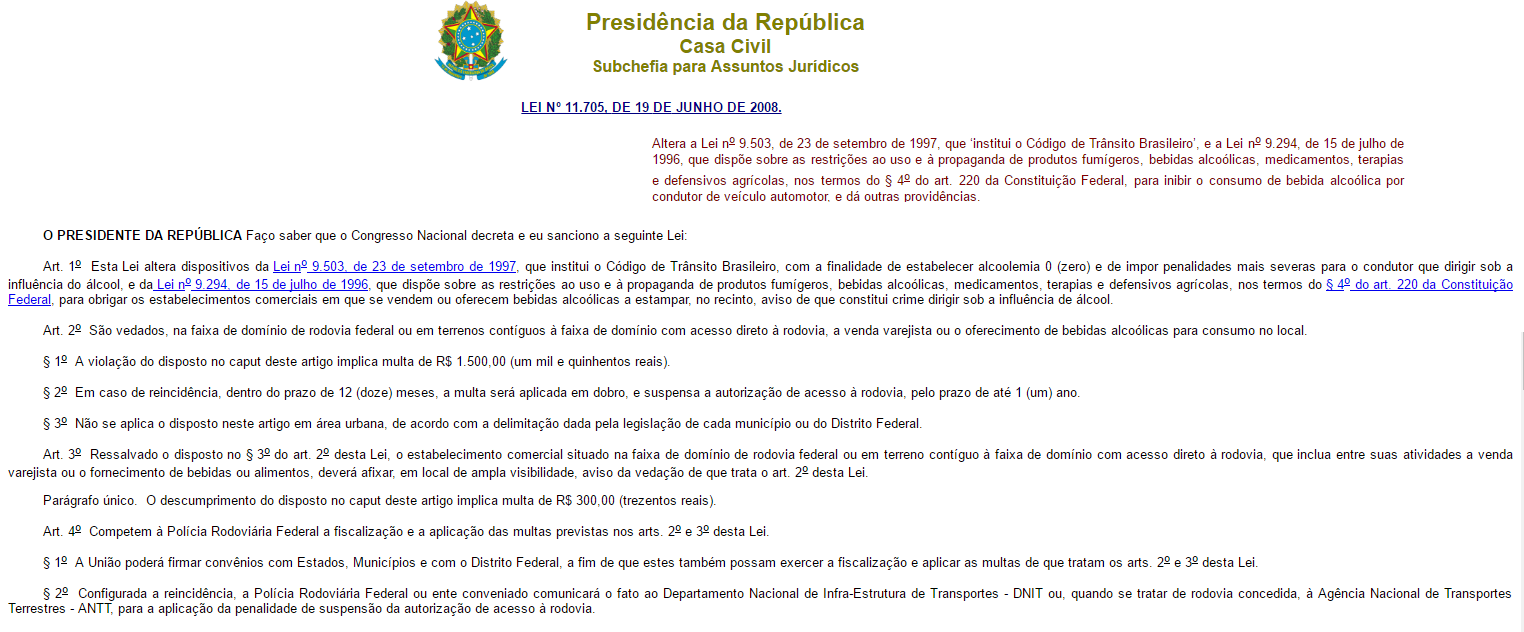 Presidência da República
Casa Civil
Subchefia para Assuntos Jurídicos
LEI Nº 11.705, DE 19 DE JUNHO DE 2008.
Altera a Lei nº 9.503, de 23 de setembro de 1997, que ‘institui o Código de Trânsito Brasileiro’, e a Lei nº 9.294, de 15 de julho de
1996, que dispõe sobre as restrições ao uso e à propaganda de produtos fumígeros, bebidas alcoólicas, medicamentos, terapias
e defensivos agrícolas, nos termos do § 4º do art. 220 da Constituição Federal, para inibir o consumo de bebida alcoólica por
condutor de veículo automotor, e dá outras providências.
O PRESIDENTE DA REPÚBLICA Faço saber que o Congresso Nacional decreta e eu sanciono a seguinte Lei:
Art. 1º Esta Lei altera dispositivos da Lei nº 9.503, de 23 de setembro de 1997, que institui o Código de Trânsito Brasileiro, com a finalidade de estabelecer alcoolemia 0 (zero) e de impor penalidades mais severas para o condutor que dirigir sob a
influência do álcool, e da Lei nº 9.294, de 15 de julho de 1996, que dispõe sobre as restrições ao uso e à propaganda de produtos fumígeros, bebidas alcoólicas, medicamentos, terapias e defensivos agrícolas, nos termos do § 4º do art. 220 da Constituição
Federal, para obrigar os estabelecimentos comerciais em que se vendem ou oferecem bebidas alcoólicas a estampar, no recinto, aviso de que constitui crime dirigir sob a influência de álcool.
Art. 2º São vedados, na faixa de domínio de rodovia federal ou em terrenos contíguos à faixa de domínio com acesso direto à rodovia, a venda varejista ou o oferecimento de bebidas alcoólicas para consumo no local.
§ 1º A violação do disposto no caput deste artigo implica multa de R$ 1.500,00 (um mil e quinhentos reais).
§ 2º Em caso de reincidência, dentro do prazo de 12 (doze) meses, a multa será aplicada em dobro, e suspensa a autorização de acesso à rodovia, pelo prazo de até 1 (um) ano.
§ 3º Não se aplica o disposto neste artigo em área urbana, de acordo com a delimitação dada pela legislação de cada município ou do Distrito Federal.
Art. 3º Ressalvado o disposto no § 3º do art. 2º desta Lei, o estabelecimento comercial situado na faixa de domínio de rodovia federal ou em terreno contíguo à faixa de domínio com acesso direto à rodovia, que inclua entre suas atividades a venda
varejista ou o fornecimento de bebidas ou alimentos, deverá afixar, em local de ampla visibilidade, aviso da vedação de que trata o art. 2º desta Lei.
Parágrafo único. O descumprimento do disposto no caput deste artigo implica multa de R$ 300,00 (trezentos reais).
Art. 4º Competem à Polícia Rodoviária Federal a fiscalização e a aplicação das multas previstas nos arts. 2º e 3º desta Lei.
§ 1º A União poderá firmar convênios com Estados, Municípios e com o Distrito Federal, a fim de que estes também possam exercer a fiscalização e aplicar as multas de que tratam os arts. 2º e 3º desta Lei.
§ 2º Configurada a reincidência, a Polícia Rodoviária Federal ou ente conveniado comunicará o fato ao Departamento Nacional de Infra-Estrutura de Transportes - DNIT ou, quando se tratar de rodovia concedida, à Agência Nacional de Transportes
Terrestres - ANTT, para a aplicação da penalidade de suspensão da autorização de acesso à rodovia.